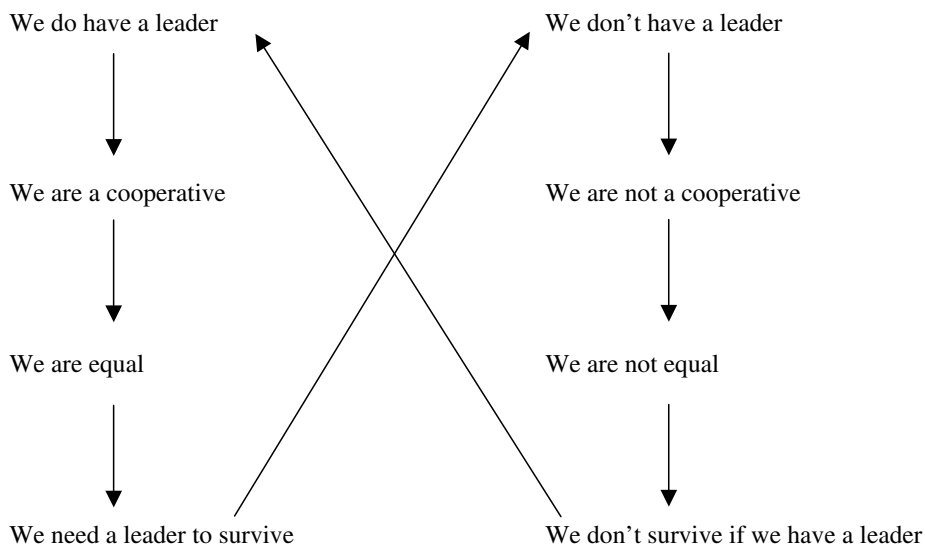 We do have a leader
We don’t have a leader
We are a cooperative
We are not a cooperative
We are equal
We are not equal
We need a leader to survive
We don’t survive if we have a leader